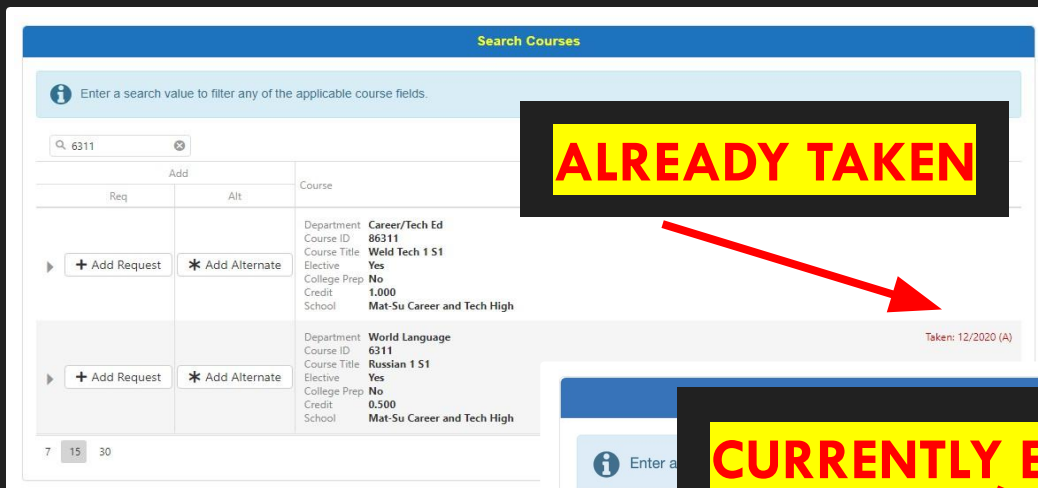 Search Courses
Enter a search value to filter any of the applicable course fields.
6311
ALREADY TAKEN
Add
Req
Alt
Course
+ Add Request
✱ Add Alternate
Department Career/Tech Ed
Course ID 86311
Course Title Weld Tech 1 S1
Elective Yes
College Prep No
Credit 1.000
School Mat-Su Career and Tech High
Taken: 12/2020 (A)
+ Add Request
✱ Add Alternate
Department World Language
Course ID 6311
Course Title Russian 1 S1
Elective Yes
College Prep No
Credit 0.500
School Mat-Su Career and Tech High
7 15 30
Enter a
CURRENTLY E